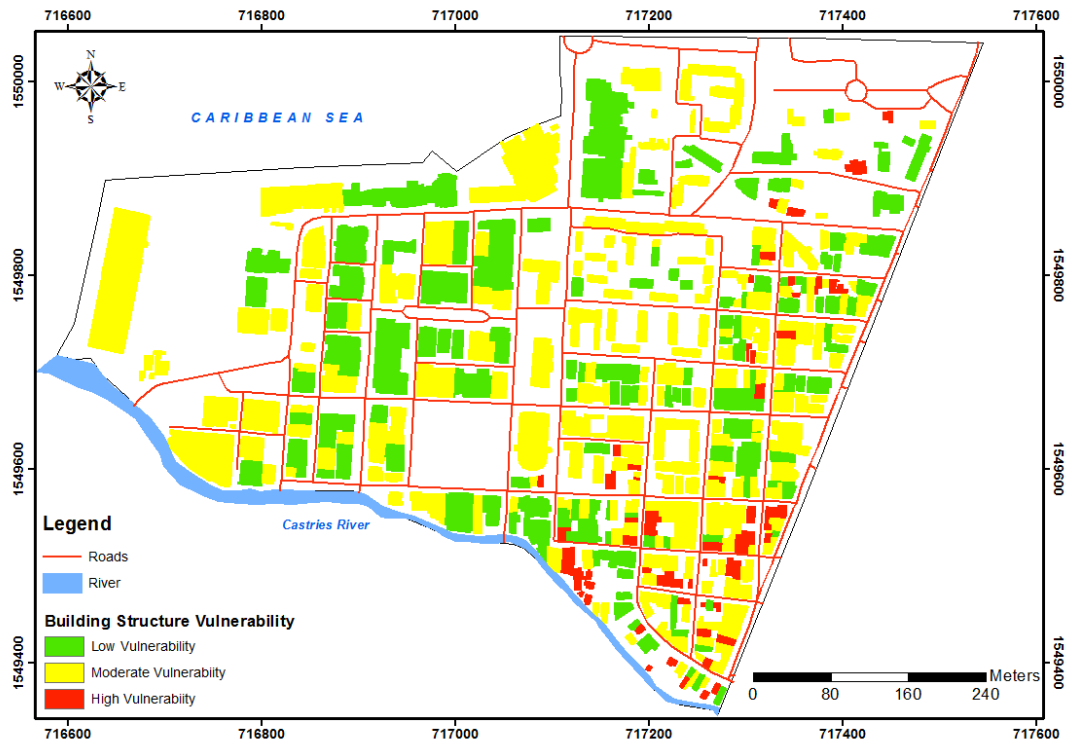 716600 716800 717000 717200 717400 717600
1550000 1550000
N
W E
S
CARIBBEAN SEA
1549800 1549800
1549600 1549600
Castries River
Legend
Roads
River
Building Structure Vulnerability
Low Vulnerability
Moderate Vulnerabiity
High Vulnerabiity
1549400 1549400
Meters
0 80 160 240
716600 716800 717000 717200 717400 717600